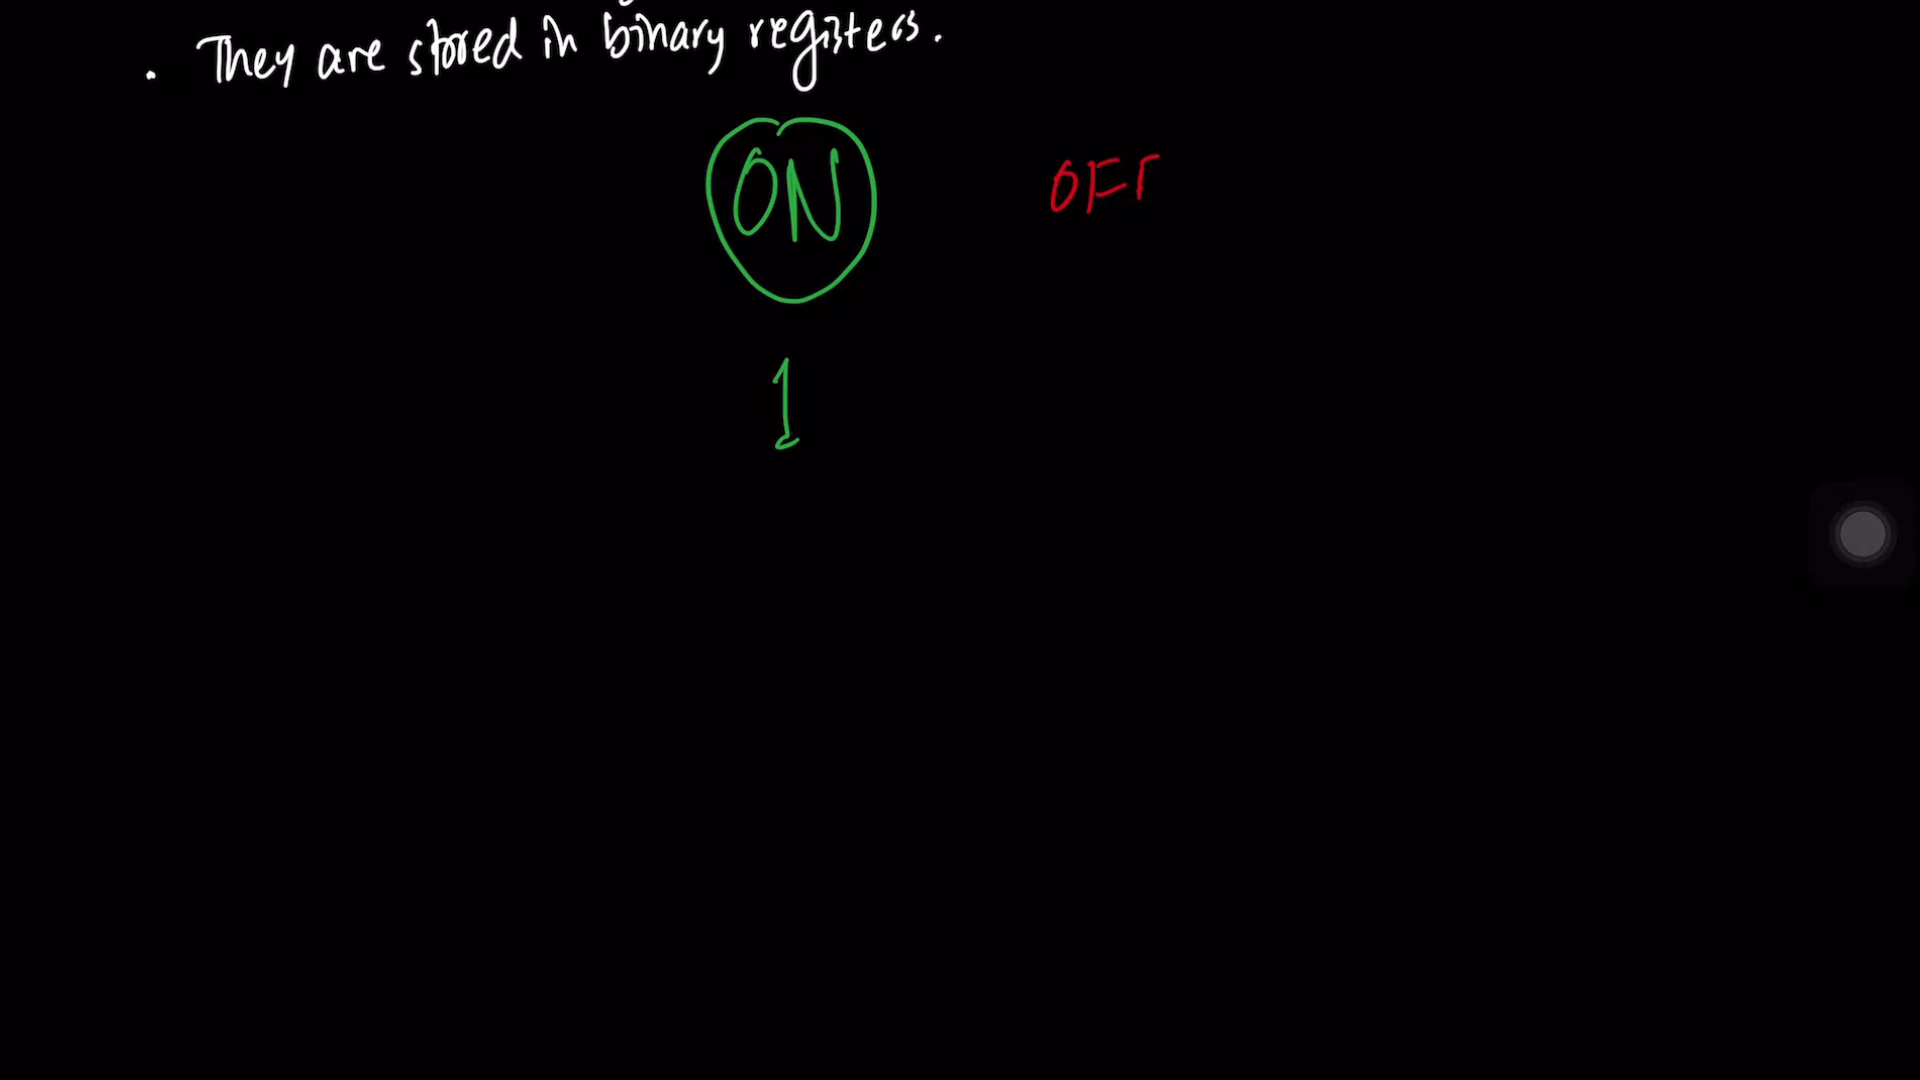 . They are stored in binary registers.
ON OFF
1